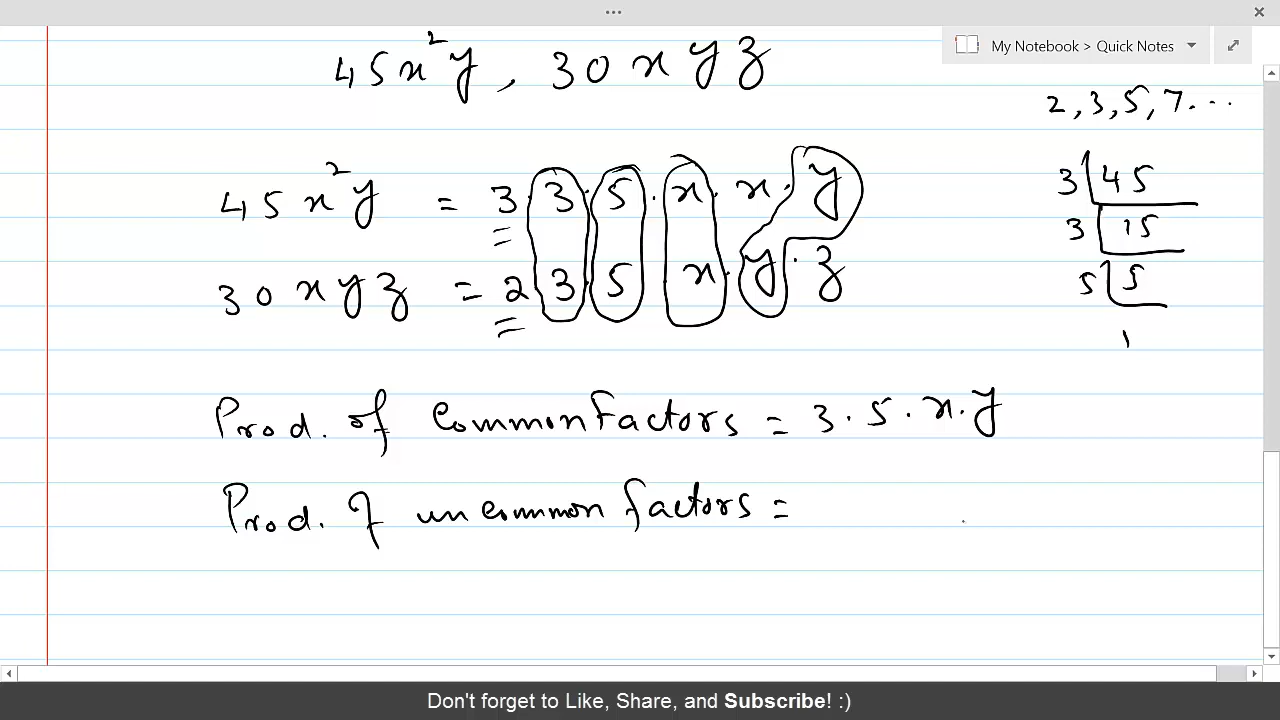 My Notebook > Quick Notes
45x²y, 30xyz
2, 3, 5, 7...
45x²y = 3·3·5·x·x·y
30xyz = 2 3 5 x·y·z
3 45
3 15
5 5
1
Prod. of Common Factors = 3·5·x·y
Prod. of uncommon factors =
Don't forget to Like, Share, and Subscribe! :)